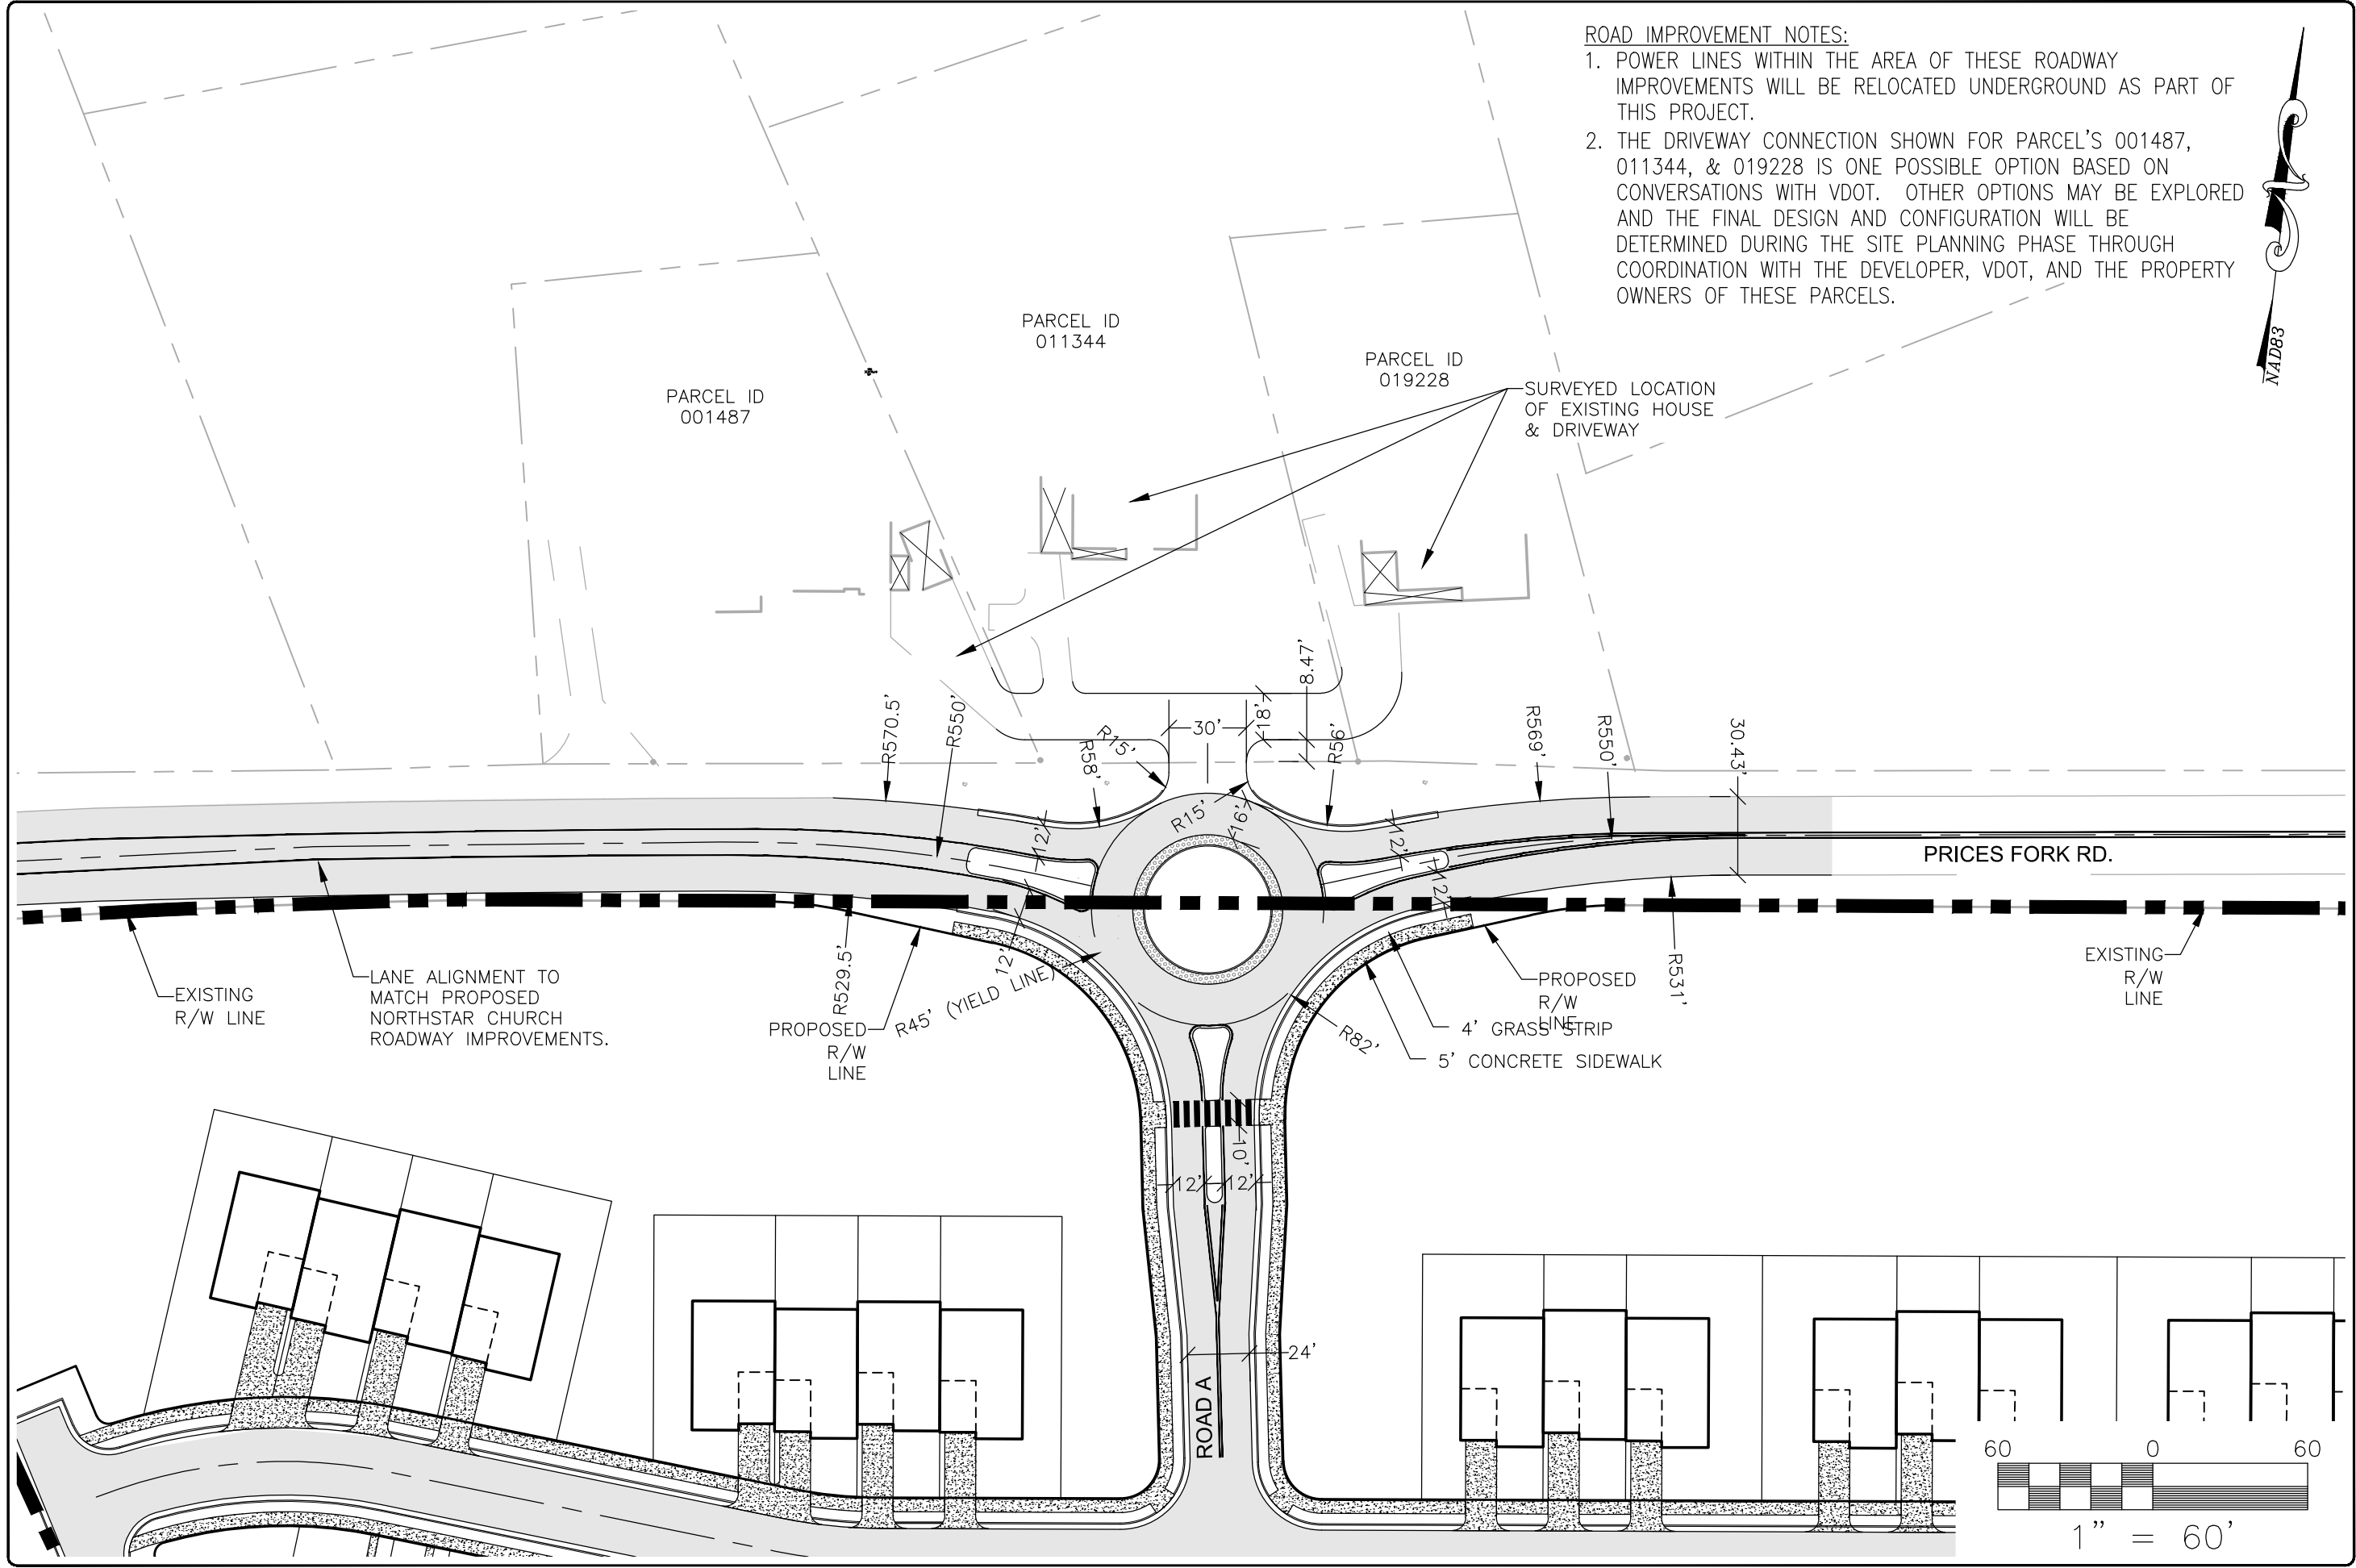 ROAD IMPROVEMENT NOTES:
1. POWER LINES WITHIN THE AREA OF THESE ROADWAY
IMPROVEMENTS WILL BE RELOCATED UNDERGROUND AS PART OF
THIS PROJECT.
2. THE DRIVEWAY CONNECTION SHOWN FOR PARCEL'S 001487,
011344, & 019228 IS ONE POSSIBLE OPTION BASED ON
CONVERSATIONS WITH VDOT. OTHER OPTIONS MAY BE EXPLORED
AND THE FINAL DESIGN AND CONFIGURATION WILL BE
DETERMINED DURING THE SITE PLANNING PHASE THROUGH
COORDINATION WITH THE DEVELOPER, VDOT, AND THE PROPERTY
OWNERS OF THESE PARCELS.
NAD83
PARCEL ID
011344
PARCEL ID
019228
PARCEL ID
001487
SURVEYED LOCATION
OF EXISTING HOUSE
& DRIVEWAY
8.47'
18'
30'
R570.5'
R550'
R15'
R58'
R56'
R569'
R550'
30.43'
R15'
16'
12'
12'
12'
12'
PRICES FORK RD.
EXISTING
R/W LINE
LANE ALIGNMENT TO
MATCH PROPOSED
NORTHSTAR CHURCH
ROADWAY IMPROVEMENTS.
R529.5'
PROPOSED
R/W
LINE
R45' (YIELD LINE)
R82'
PROPOSED
R/W
LINE
4' GRASS STRIP
5' CONCRETE SIDEWALK
R531'
EXISTING
R/W
LINE
10'
12'
12'
24'
ROAD A
60
0
60
1" = 60'